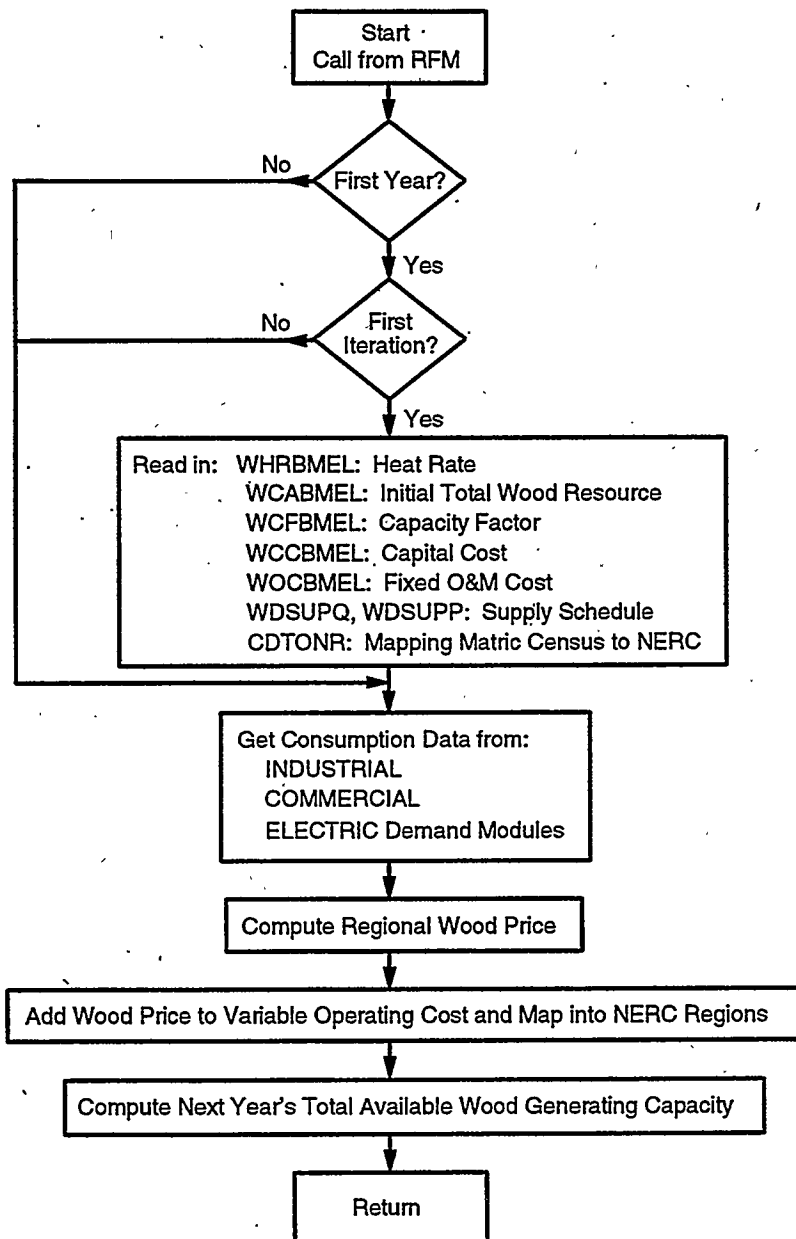 Start
Call from RFM
No
First Year?
Yes
No
First
Iteration?
Yes
Read in: WHRBMEL: Heat Rate
WCABMEL: Initial Total Wood Resource
WCFBMEL: Capacity Factor
WCCBMEL: Capital Cost
WOCBMEL: Fixed O&M Cost
WDSUPQ, WDSUPP: Supply Schedule
CDTONR: Mapping Matric Census to NERC
Get Consumption Data from:
INDUSTRIAL
COMMERCIAL
ELECTRIC Demand Modules
Compute Regional Wood Price
Add Wood Price to Variable Operating Cost and Map into NERC Regions
Compute Next Year's Total Available Wood Generating Capacity
Return